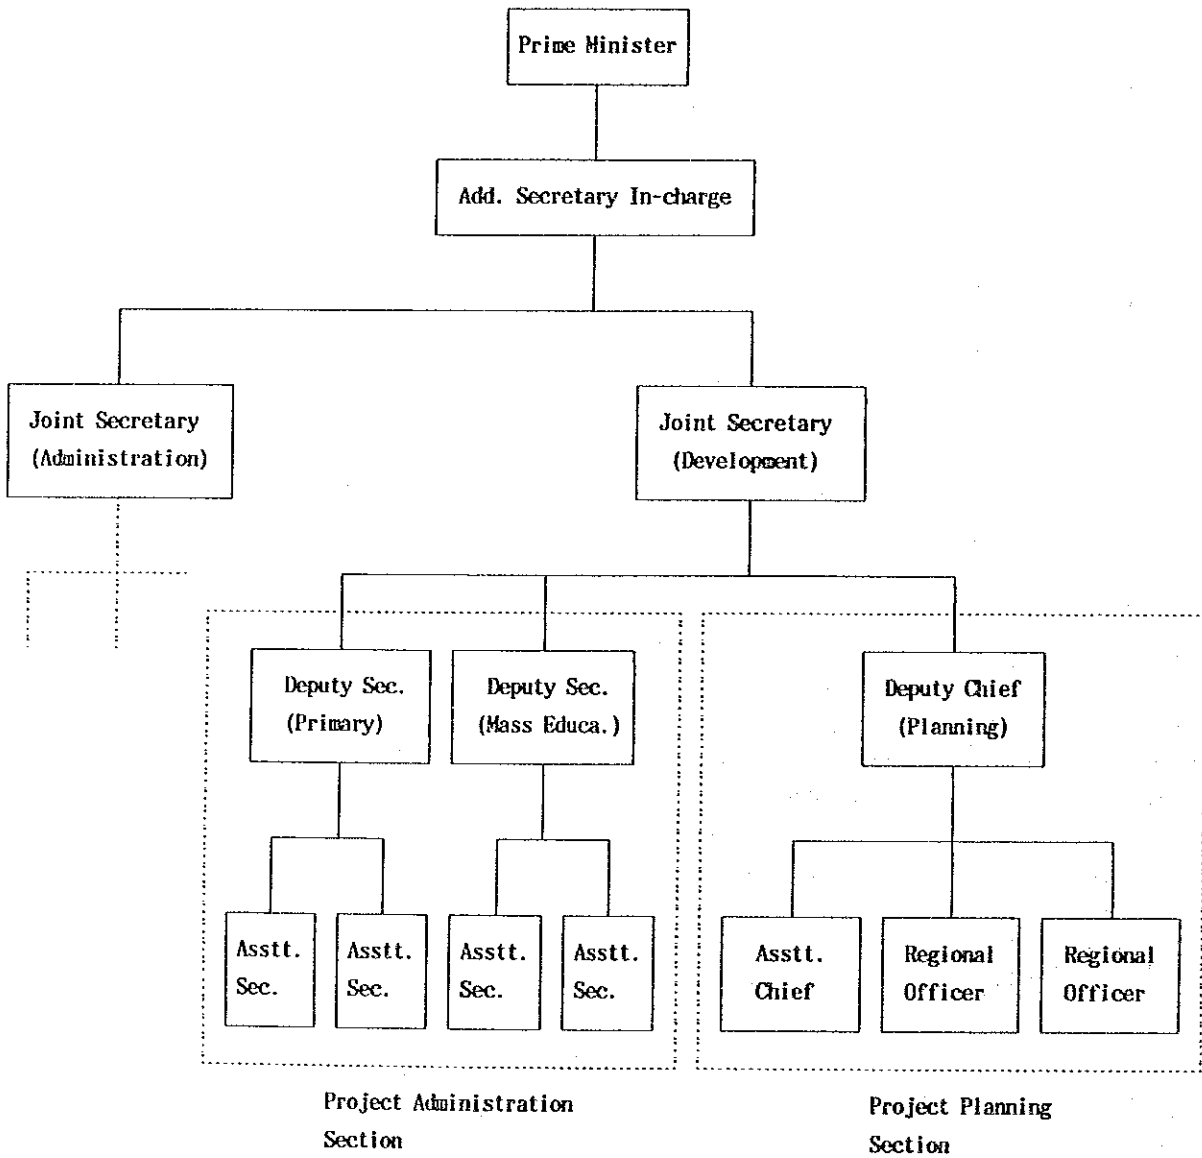 Prime Minister
Add. Secretary In-charge
Joint Secretary
(Administration)
Joint Secretary
(Development)
Deputy Sec.
(Primary)
Deputy Sec.
(Mass Educa.)
Deputy Chief
(Planning)
Asstt.
Sec.
Asstt.
Sec.
Asstt.
Sec.
Asstt.
Sec.
Asstt.
Chief
Regional
Officer
Regional
Officer
Project Administration
Section
Project Planning
Section